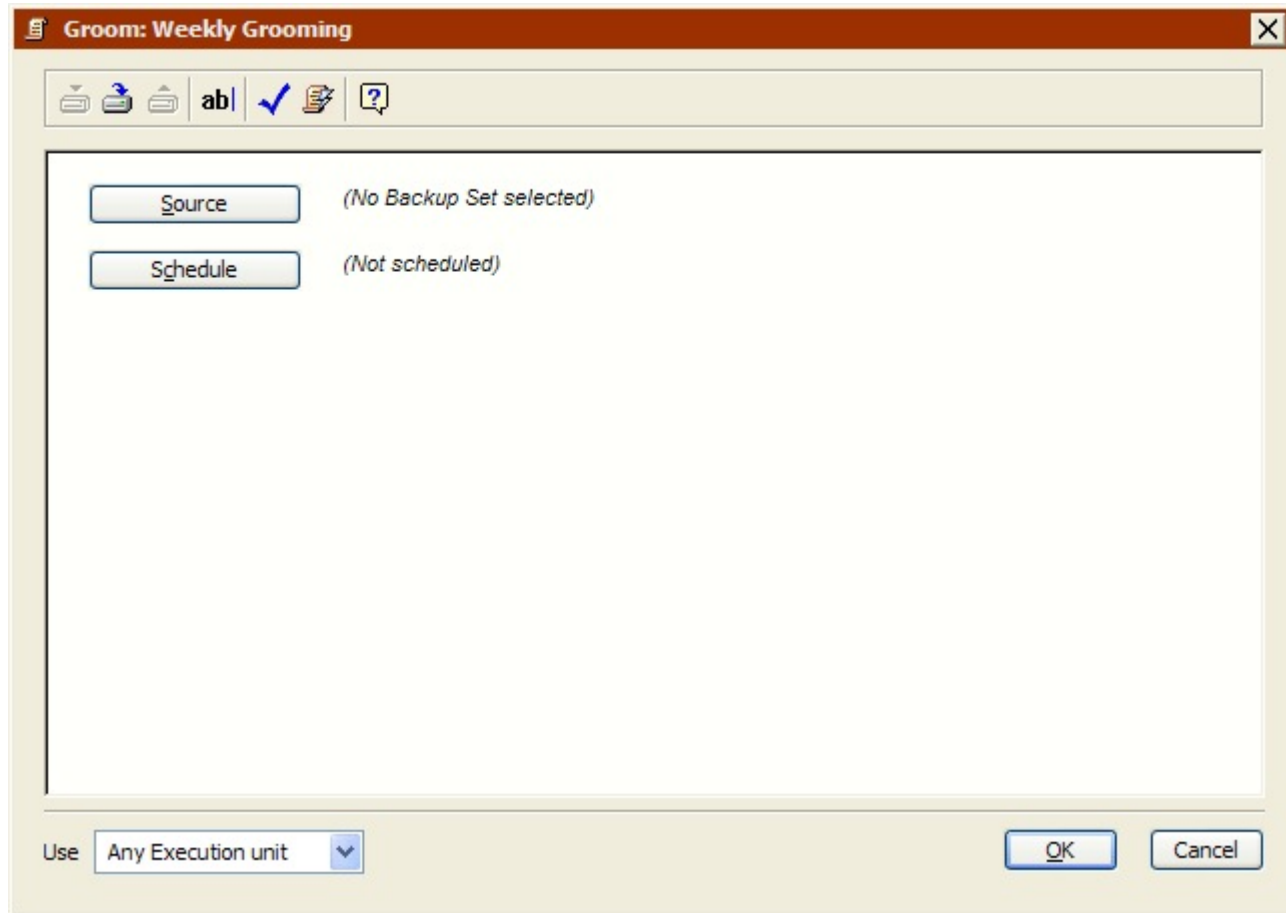 Groom: Weekly Grooming
ab|
Source (No Backup Set selected)
Schedule (Not scheduled)
Use Any Execution unit OK Cancel